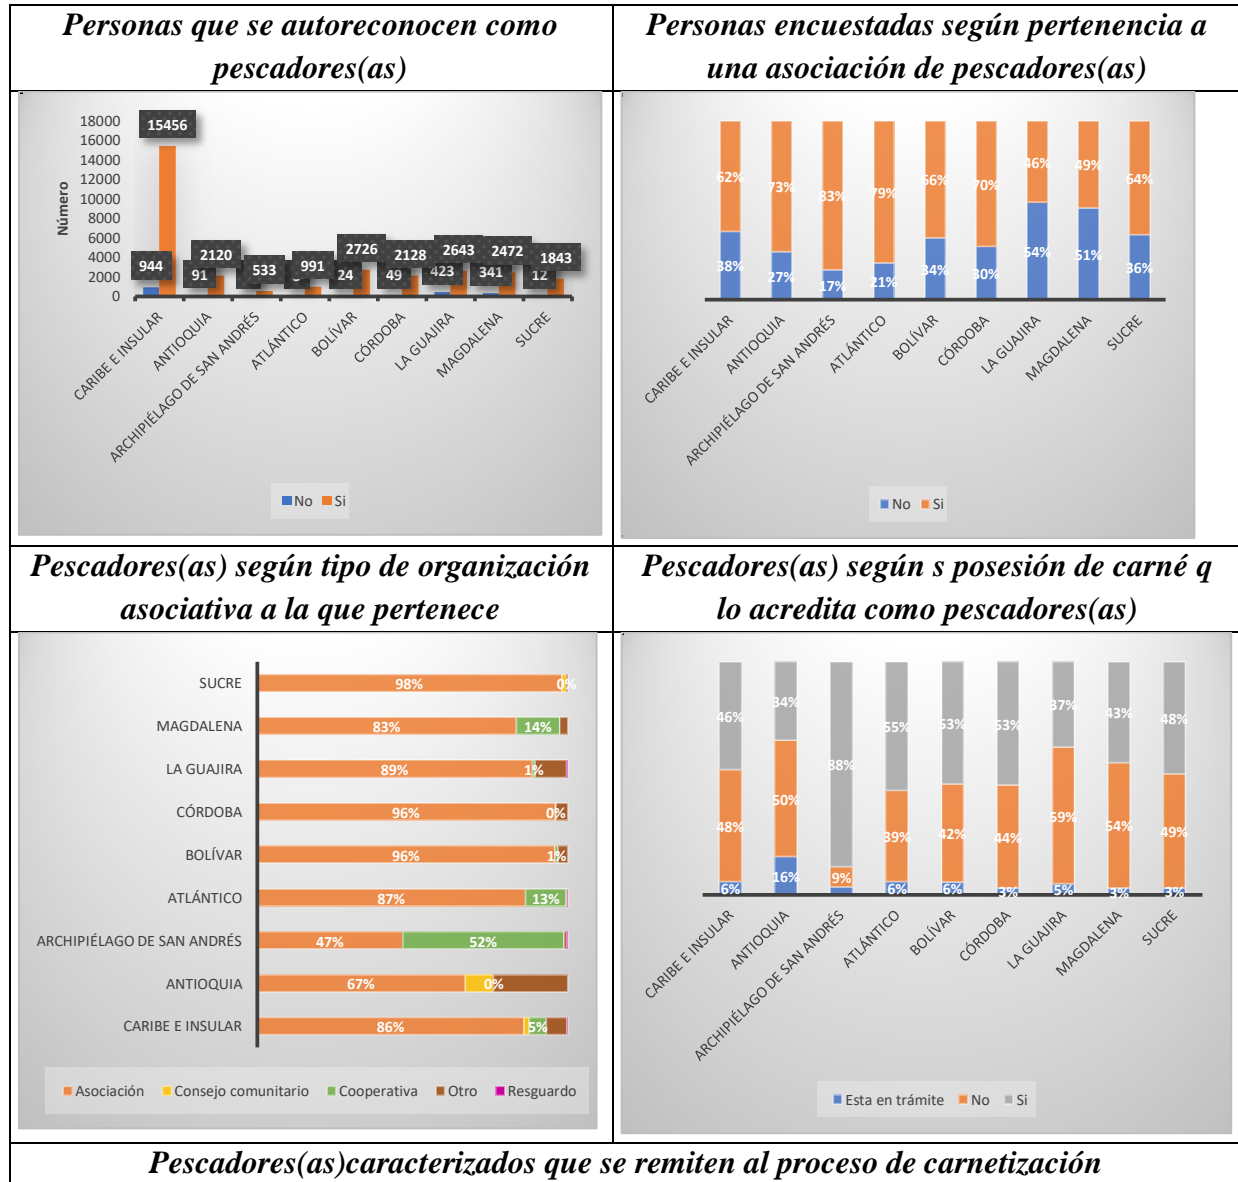 Personas que se autoreconocen como
pescadores(as)
Personas encuestadas según pertenencia a
una asociación de pescadores(as)
18000
16000
14000
12000
10000
8000
6000
4000
2000
0
Número
15456
944
91
2120
533
991
24
2726
49
2128
423
2643
341
2472
12
1843
CARIBE E INSULAR
ANTIOQUIA
ARCHIPIÉLAGO DE SAN ANDRÉS
ATLÁNTICO
BOLÍVAR
CÓRDOBA
LA GUAJIRA
MAGDALENA
SUCRE
No Si
62% 73% 83% 79% 66% 70% 46% 49% 64%
38% 27% 17% 21% 34% 30% 54% 51% 36%
CARIBE E INSULAR
ANTIOQUIA
ARCHIPIÉLAGO DE SAN ANDRÉS
ATLÁNTICO
BOLÍVAR
CÓRDOBA
LA GUAJIRA
MAGDALENA
SUCRE
No Si
Pescadores(as) según tipo de organización
asociativa a la que pertenece
Pescadores(as) según s posesión de carné q
lo acredita como pescadores(as)
SUCRE 98% 0%
MAGDALENA 83% 14%
LA GUAJIRA 89% 1%
CÓRDOBA 96% 0%
BOLÍVAR 96% 1%
ATLÁNTICO 87% 13%
ARCHIPIÉLAGO DE SAN ANDRÉS 47% 52%
ANTIOQUIA 67% 0%
CARIBE E INSULAR 86% 5%
Asociación Consejo comunitario Cooperativa Otro Resguardo
46% 34% 88% 55% 53% 53% 37% 43% 48%
48% 50% 9% 39% 42% 44% 59% 54% 49%
6% 16% 6% 6% 3% 5% 3% 3%
CARIBE E INSULAR
ANTIOQUIA
ARCHIPIÉLAGO DE SAN ANDRÉS
ATLÁNTICO
BOLÍVAR
CÓRDOBA
LA GUAJIRA
MAGDALENA
SUCRE
Esta en trámite No Si
Pescadores(as)caracterizados que se remiten al proceso de carnetización